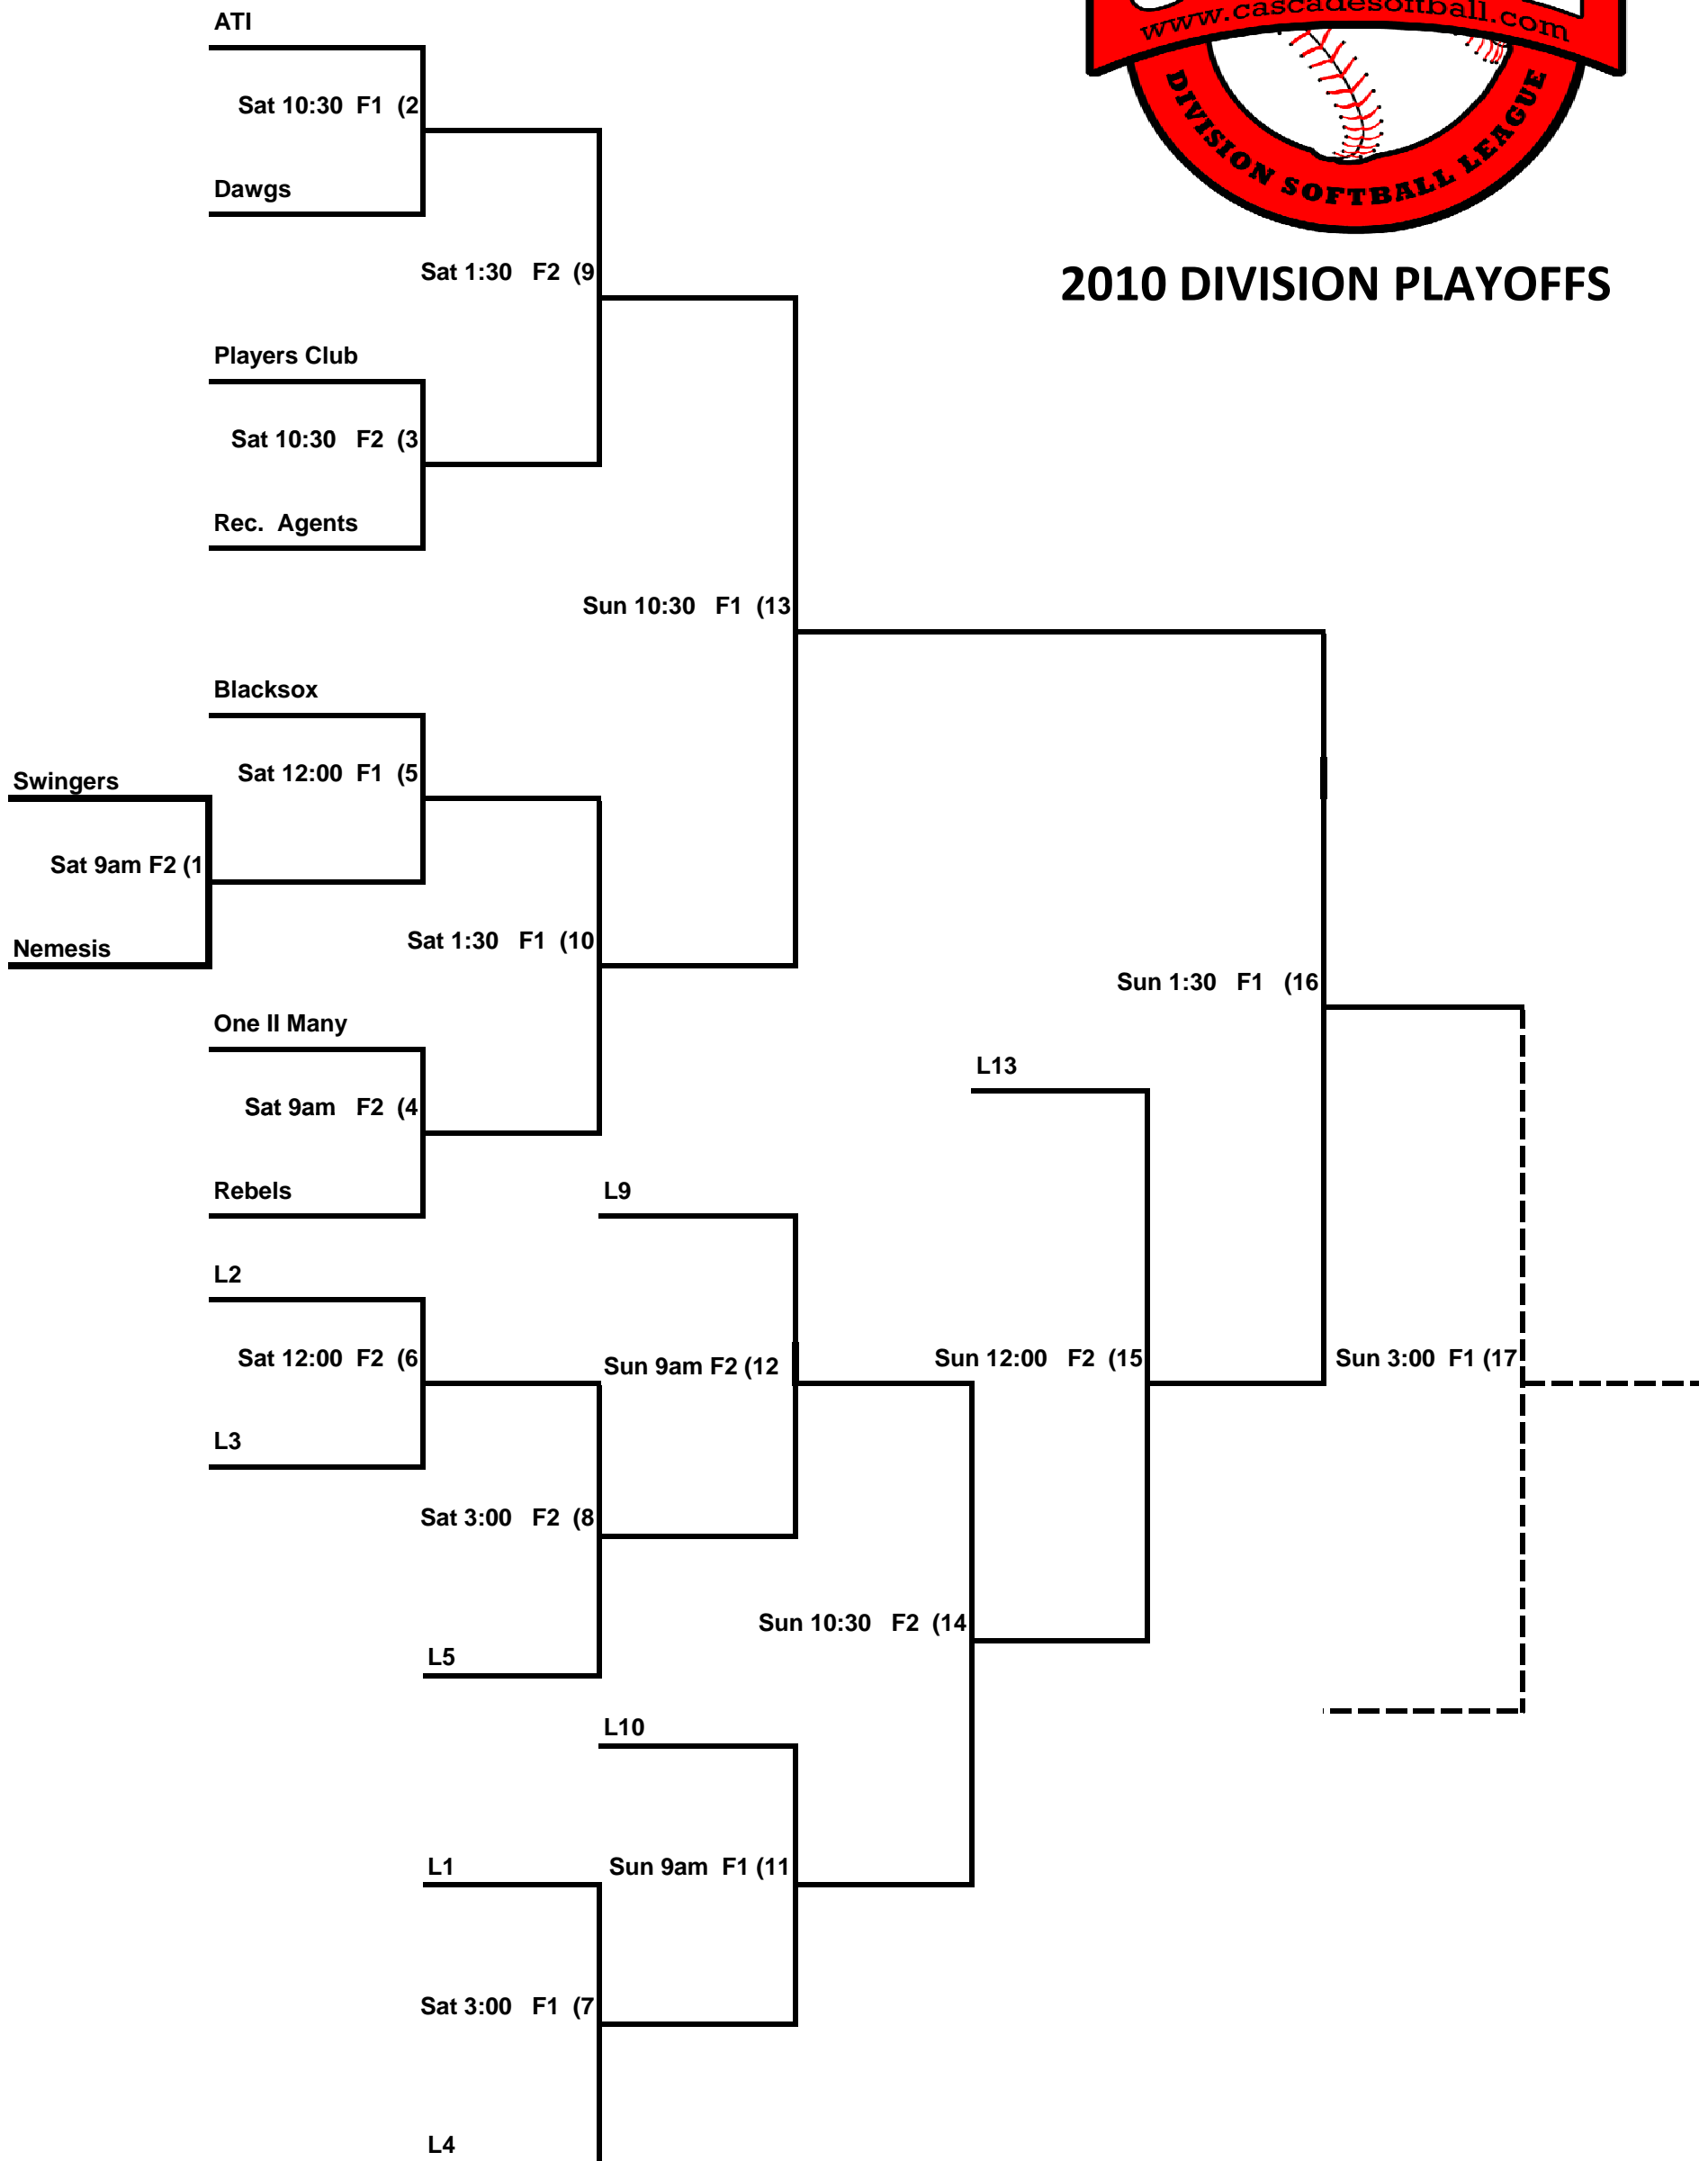 www.cascadesoftball.com
DIVISION SOFTBALL LEAGUE
2010 DIVISION PLAYOFFS
ATI
Sat 10:30 F1 (2
Dawgs
Sat 1:30 F2 (9
Players Club
Sat 10:30 F2 (3
Rec. Agents
Sun 10:30 F1 (13
Blacksox
Swingers
Sat 12:00 F1 (5
Sat 9am F2 (1
Nemesis
Sat 1:30 F1 (10
Sun 1:30 F1 (16
One II Many
L13
Sat 9am F2 (4
Rebels
L9
L2
Sat 12:00 F2 (6
Sun 9am F2 (12
Sun 12:00 F2 (15
Sun 3:00 F1 (17
L3
Sat 3:00 F2 (8
Sun 10:30 F2 (14
L5
L10
L1
Sun 9am F1 (11
Sat 3:00 F1 (7
L4